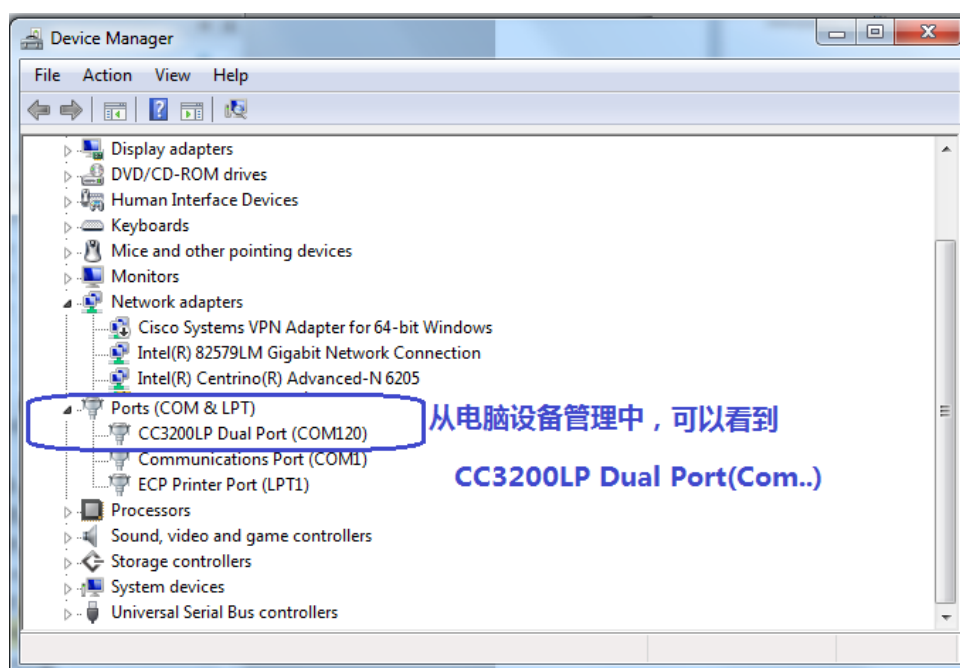 Device Manager
File Action View Help
Display adapters
DVD/CD-ROM drives
Human Interface Devices
Keyboards
Mice and other pointing devices
Monitors
Network adapters
Cisco Systems VPN Adapter for 64-bit Windows
Intel(R) 82579LM Gigabit Network Connection
Intel(R) Centrino(R) Advanced-N 6205
Ports (COM & LPT)
从电脑设备管理中，可以看到
CC3200LP Dual Port (COM120)
Communications Port (COM1)
CC3200LP Dual Port(Com..)
ECP Printer Port (LPT1)
Processors
Sound, video and game controllers
Storage controllers
System devices
Universal Serial Bus controllers